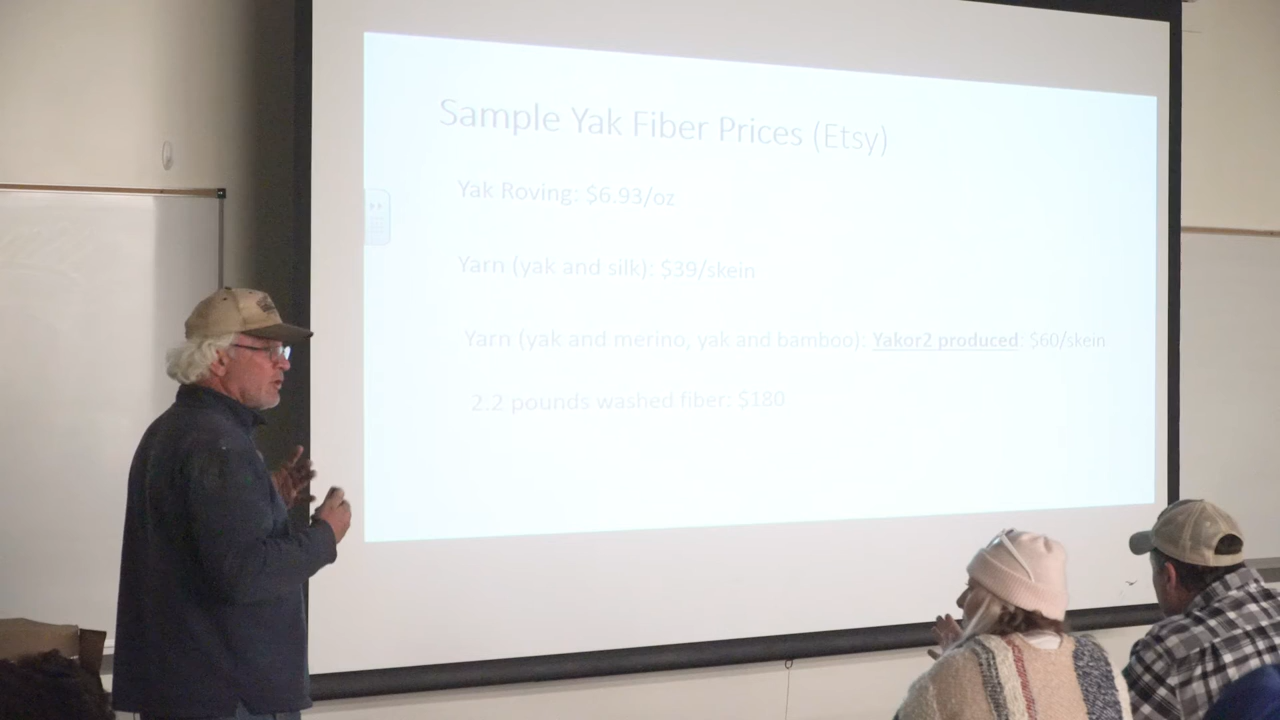 Sample Yak Fiber Prices (Etsy)
Yak Roving: $6.93/oz
Yarn (yak and silk): $39/skein
Yarn (yak and merino, yak and bamboo): Yakor2 produced: $60/skein
2.2 pounds washed fiber: $180